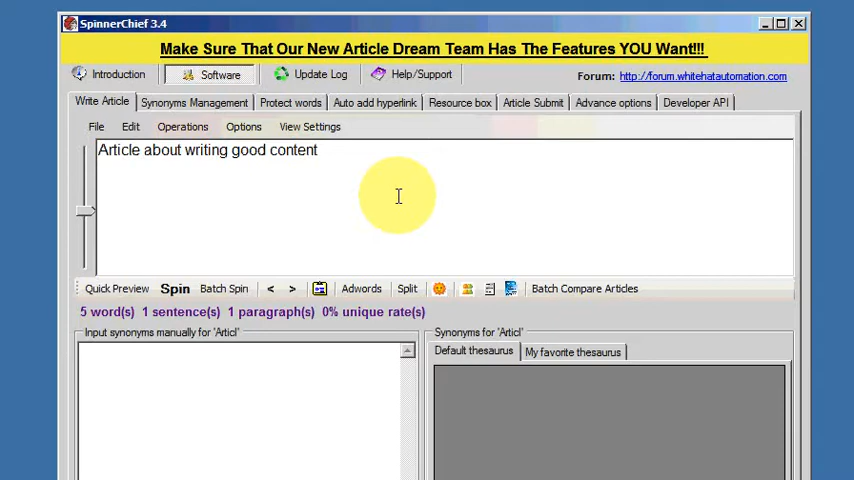 SpinnerChief 3.4
Make Sure That Our New Article Dream Team Has The Features YOU Want!!!
Introduction Software Update Log Help/Support Forum: http://forum.whitehatautomation.com
Write Article Synonyms Management Protect words Auto add hyperlink Resource box Article Submit Advance options Developer API
File Edit Operations Options View Settings
Article about writing good content
Quick Preview Spin Batch Spin < > Adwords Split Batch Compare Articles
5 word(s) 1 sentence(s) 1 paragraph(s) 0% unique rate(s)
Input synonyms manually for 'Articl' Synonyms for 'Articl'
Default thesaurus My favorite thesaurus